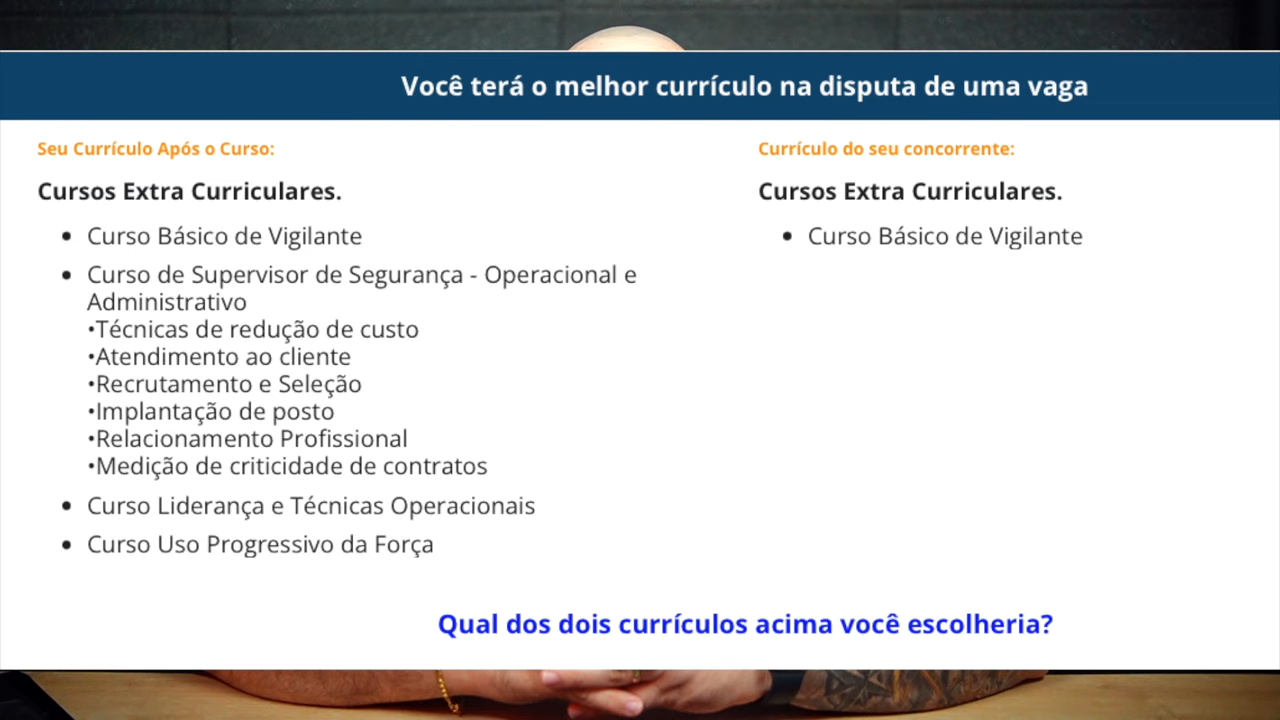 Você terá o melhor currículo na disputa de uma vaga
Seu Currículo Após o Curso:
Cursos Extra Curriculares.
• Curso Básico de Vigilante
• Curso de Supervisor de Segurança - Operacional e
Administrativo
•Técnicas de redução de custo
•Atendimento ao cliente
•Recrutamento e Seleção
•Implantação de posto
•Relacionamento Profissional
•Medição de criticidade de contratos
• Curso Liderança e Técnicas Operacionais
• Curso Uso Progressivo da Força
Currículo do seu concorrente:
Cursos Extra Curriculares.
• Curso Básico de Vigilante
Qual dos dois currículos acima você escolheria?